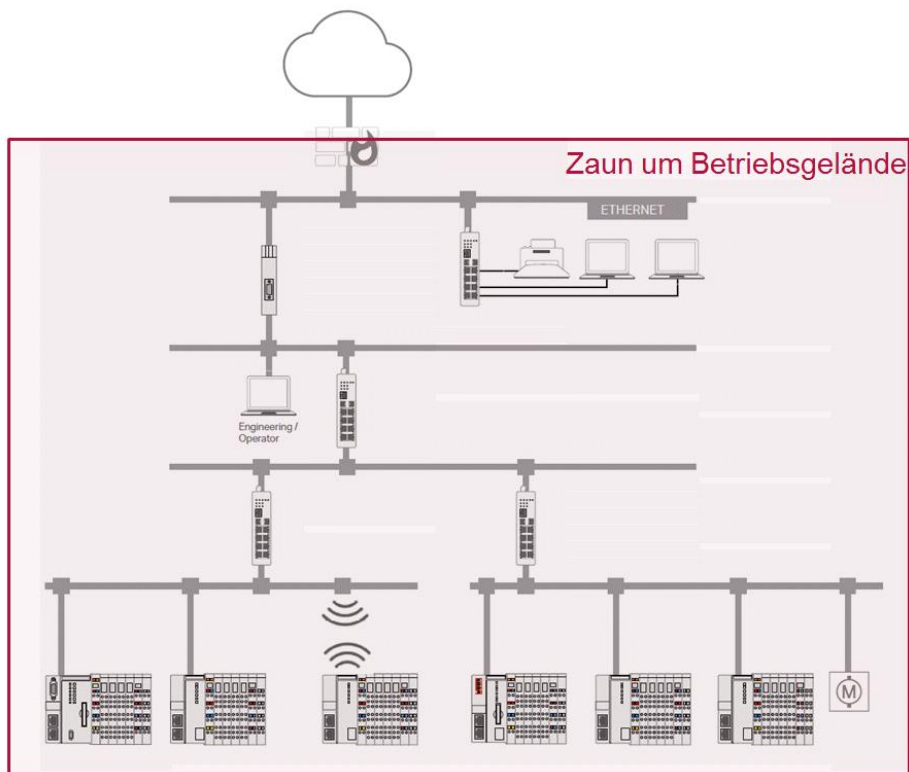 Zaun um Betriebsgelände
ETHERNET
Engineering /
Operator
M